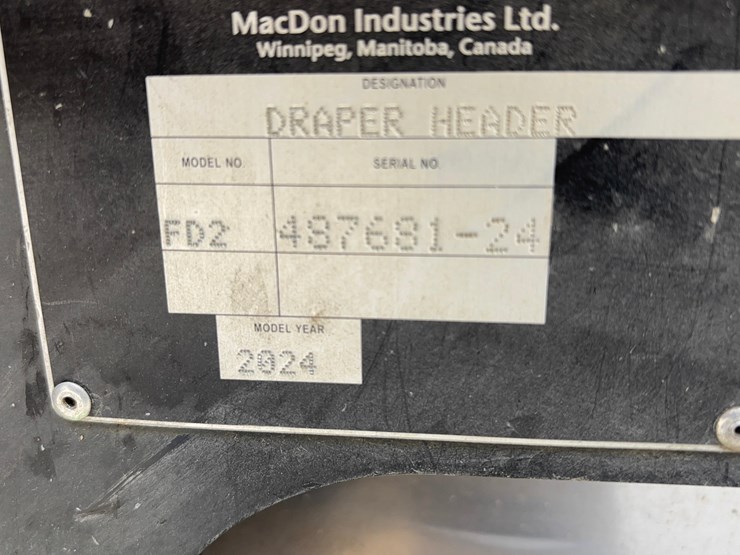 MacDon Industries Ltd.
Winnipeg, Manitoba, Canada
DESIGNATION
DRAPER HEADER
MODEL NO. SERIAL NO.
FD2 487681-24
MODEL YEAR
2024